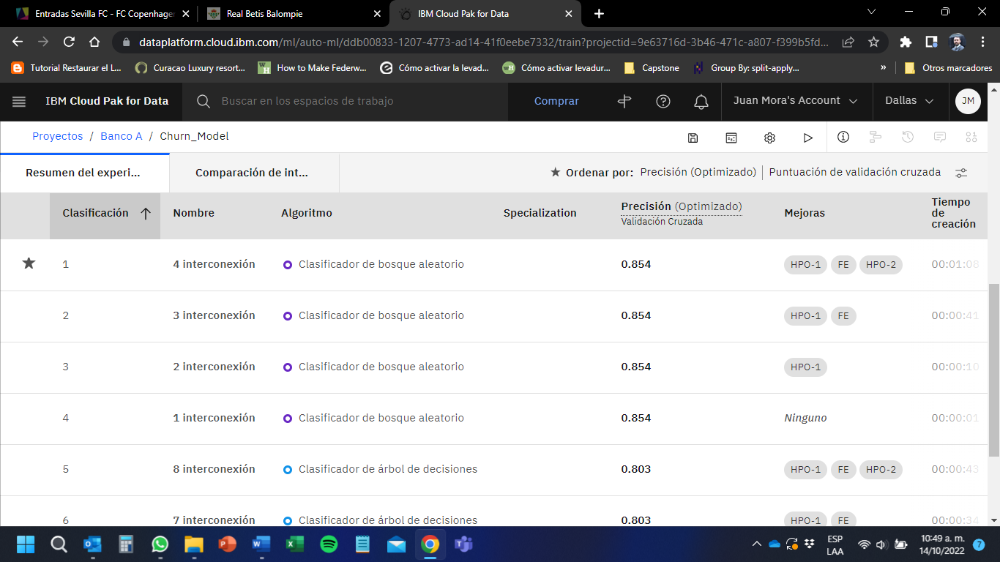 Entradas Sevilla FC - FC Copenhage
Real Betis Balompie
IBM Cloud Pak for Data
dataplatform.cloud.ibm.com/ml/auto-ml/ddb00833-1207-4773-ad14-41f0eebe7332/train?projectid=9e63716d-3b46-471c-a807-f399b5fd...
Tutorial Restaurar el L...
Curacao Luxury resort...
How to Make Federw...
Cómo activar la levad...
Cómo activar levadur...
Capstone
Group By: split-apply...
»
Otros marcadores
IBM Cloud Pak for Data
Buscar en los espacios de trabajo
Comprar
Juan Mora's Account
Dallas
JM
Proyectos / Banco A / Churn_Model
Resumen del experi...
Comparación de int...
★ Ordenar por: Precisión (Optimizado) | Puntuación de validación cruzada
Clasificación
Nombre
Algoritmo
Specialization
Precisión (Optimizado)
Validación Cruzada
Mejoras
Tiempo
de
creación
1 4 interconexión Clasificador de bosque aleatorio 0.854 HPO-1 FE HPO-2 00:01:08
2 3 interconexión Clasificador de bosque aleatorio 0.854 HPO-1 FE 00:00:41
3 2 interconexión Clasificador de bosque aleatorio 0.854 HPO-1 00:00:10
4 1 interconexión Clasificador de bosque aleatorio 0.854 Ninguno 00:00:01
5 8 interconexión Clasificador de árbol de decisiones 0.803 HPO-1 FE HPO-2 00:00:43
6 7 interconexión Clasificador de árbol de decisiones 0.803 HPO-1 FE 00:00:34
ESP
LAA
10:49 a. m.
14/10/2022
7